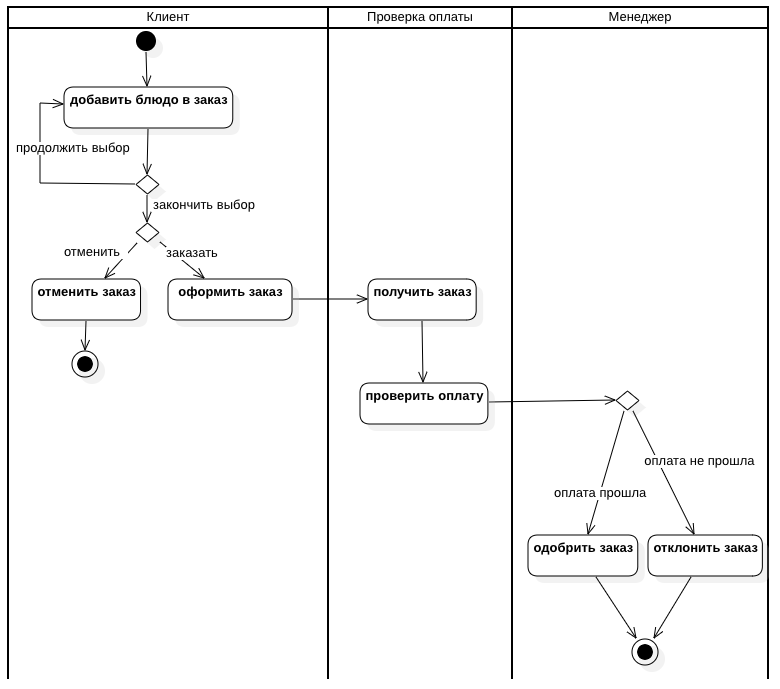 Клиент
Проверка оплаты
Менеджер
добавить блюдо в заказ
продолжить выбор
закончить выбор
отменить
заказать
отменить заказ
оформить заказ
получить заказ
проверить оплату
оплата не прошла
оплата прошла
одобрить заказ
отклонить заказ